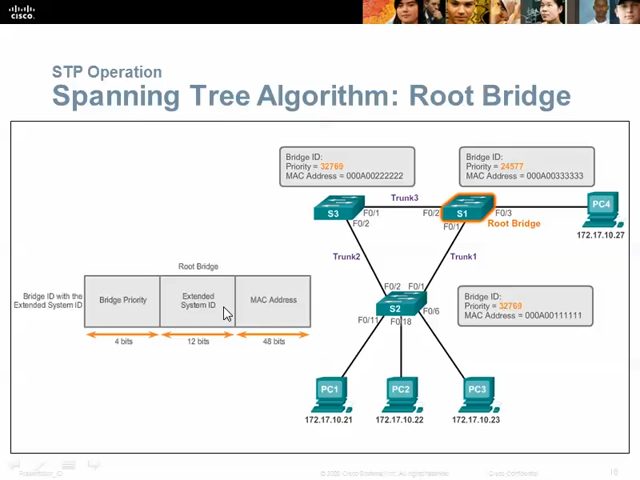 CISCO
STP Operation
Spanning Tree Algorithm: Root Bridge
Bridge ID:
Priority = 32769
MAC Address = 000A00222222
Bridge ID:
Priority = 24577
MAC Address = 000A00333333
Trunk3
S3
F0/1
F0/2
F0/2
S1
F0/1
F0/3
Root Bridge
PC4
172.17.10.27
Trunk2
Trunk1
Root Bridge
Bridge ID with the
Extended System ID
Bridge Priority
Extended
System ID
MAC Address
4 bits
12 bits
48 bits
F0/2
F0/1
S2
F0/11
F0/18
F0/6
Bridge ID:
Priority = 32769
MAC Address = 000A00111111
PC1
PC2
PC3
172.17.10.21
172.17.10.22
172.17.10.23
Presentation_ID
© 2008 Cisco Systems, Inc. All rights reserved.
Cisco Confidential
16